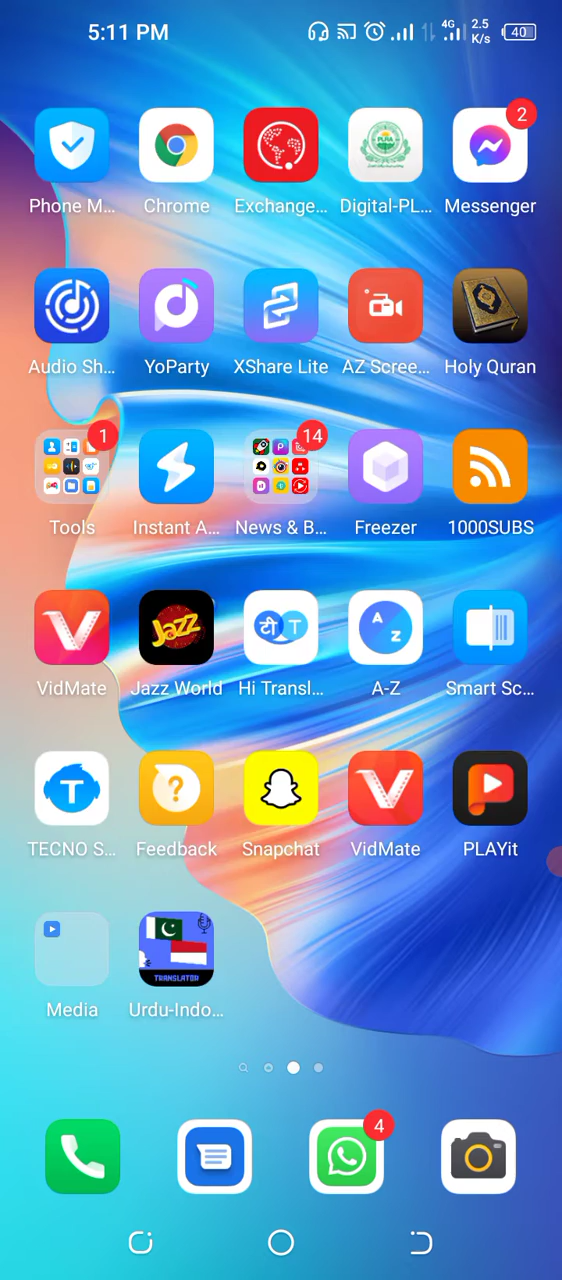 5:11 PM
4G
2.5
K/s
40
2
Phone M...
Chrome
Exchange...
Digital-PL...
Messenger
Audio Sh...
YoParty
XShare Lite
AZ Scree...
Holy Quran
1
14
Tools
Instant A...
News & B...
Freezer
1000SUBS
Jazz
टी T
A
Z
VidMate
Jazz World
Hi Transl...
A-Z
Smart Sc...
T
?
TECNO S...
Feedback
Snapchat
VidMate
PLAYit
TRANSLATOR
Media
Urdu-Indo...
4